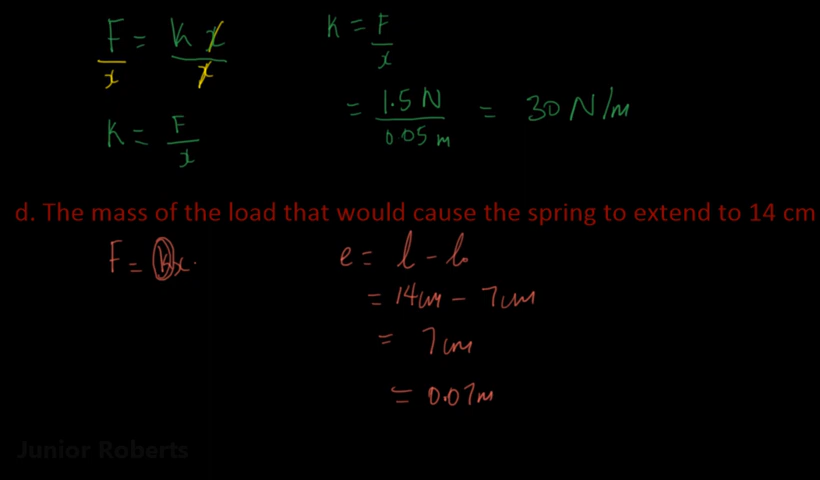 F/x = kx/x
K = F/x
K = F/x
= 1.5 N/0.05 m = 30 N/m
d. The mass of the load that would cause the spring to extend to 14 cm
F = kx.
e = l - l₀
= 14cm - 7cm
= 7cm
= 0.07m
Junior Roberts